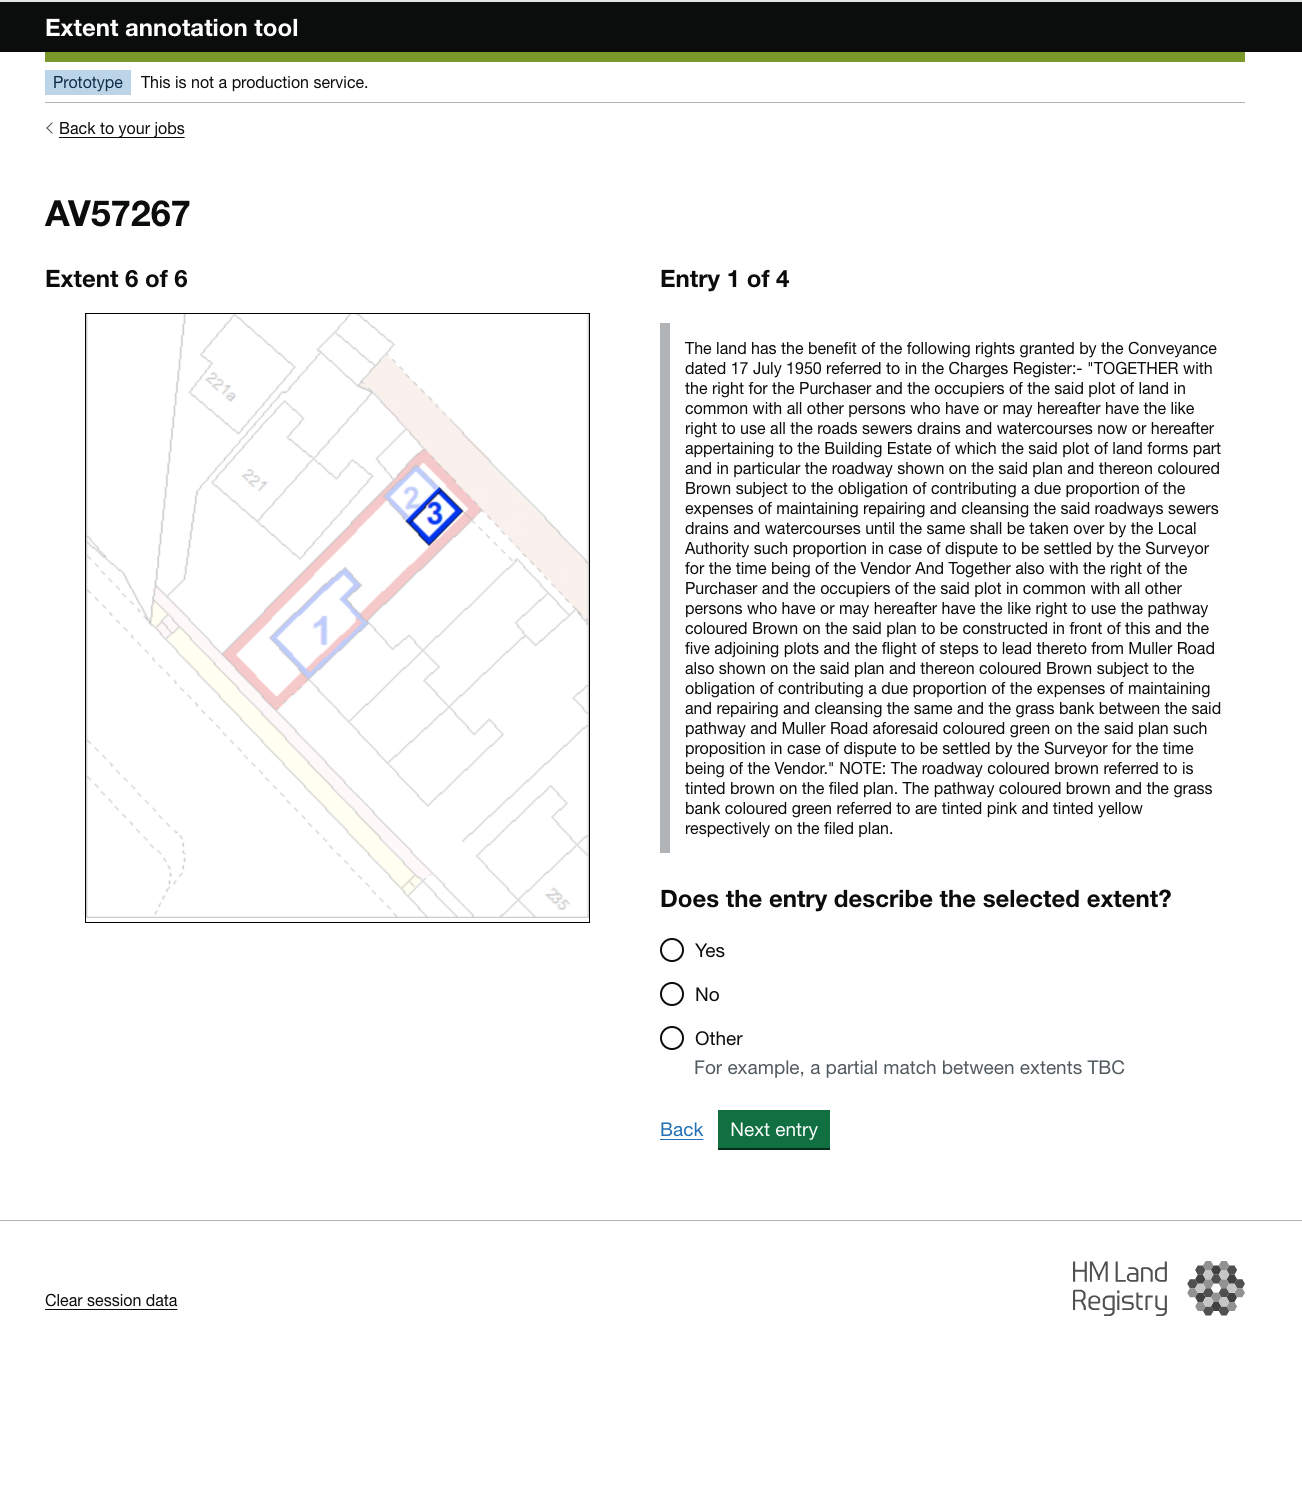 Extent annotation tool
Prototype This is not a production service.
Back to your jobs
AV57267
Extent 6 of 6
221a
221
2
3
1
235
Entry 1 of 4
The land has the benefit of the following rights granted by the Conveyance
dated 17 July 1950 referred to in the Charges Register:- "TOGETHER with
the right for the Purchaser and the occupiers of the said plot of land in
common with all other persons who have or may hereafter have the like
right to use all the roads sewers drains and watercourses now or hereafter
appertaining to the Building Estate of which the said plot of land forms part
and in particular the roadway shown on the said plan and thereon coloured
Brown subject to the obligation of contributing a due proportion of the
expenses of maintaining repairing and cleansing the said roadways sewers
drains and watercourses until the same shall be taken over by the Local
Authority such proportion in case of dispute to be settled by the Surveyor
for the time being of the Vendor And Together also with the right of the
Purchaser and the occupiers of the said plot in common with all other
persons who have or may hereafter have the like right to use the pathway
coloured Brown on the said plan to be constructed in front of this and the
five adjoining plots and the flight of steps to lead thereto from Muller Road
also shown on the said plan and thereon coloured Brown subject to the
obligation of contributing a due proportion of the expenses of maintaining
and repairing and cleansing the same and the grass bank between the said
pathway and Muller Road aforesaid coloured green on the said plan such
proposition in case of dispute to be settled by the Surveyor for the time
being of the Vendor." NOTE: The roadway coloured brown referred to is
tinted brown on the filed plan. The pathway coloured brown and the grass
bank coloured green referred to are tinted pink and tinted yellow
respectively on the filed plan.
Does the entry describe the selected extent?
Yes
No
Other
For example, a partial match between extents TBC
Back Next entry
Clear session data
HM Land
Registry